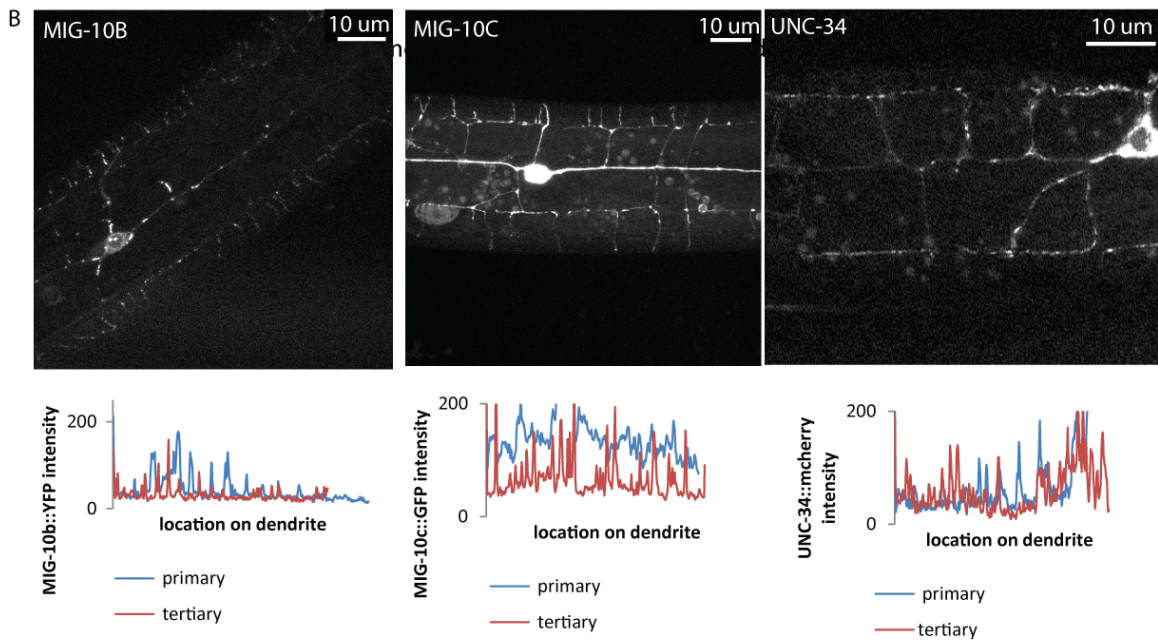 B
MIG-10B
10 um
MIG-10C
10 um
UNC-34
10 um
MIG-10b::YFP intensity
200
0
location on dendrite
primary
tertiary
MIG-10c::GFP intensity
200
0
location on dendrite
primary
tertiary
UNC-34::mcherry
intensity
200
0
location on dendrite
primary
tertiary